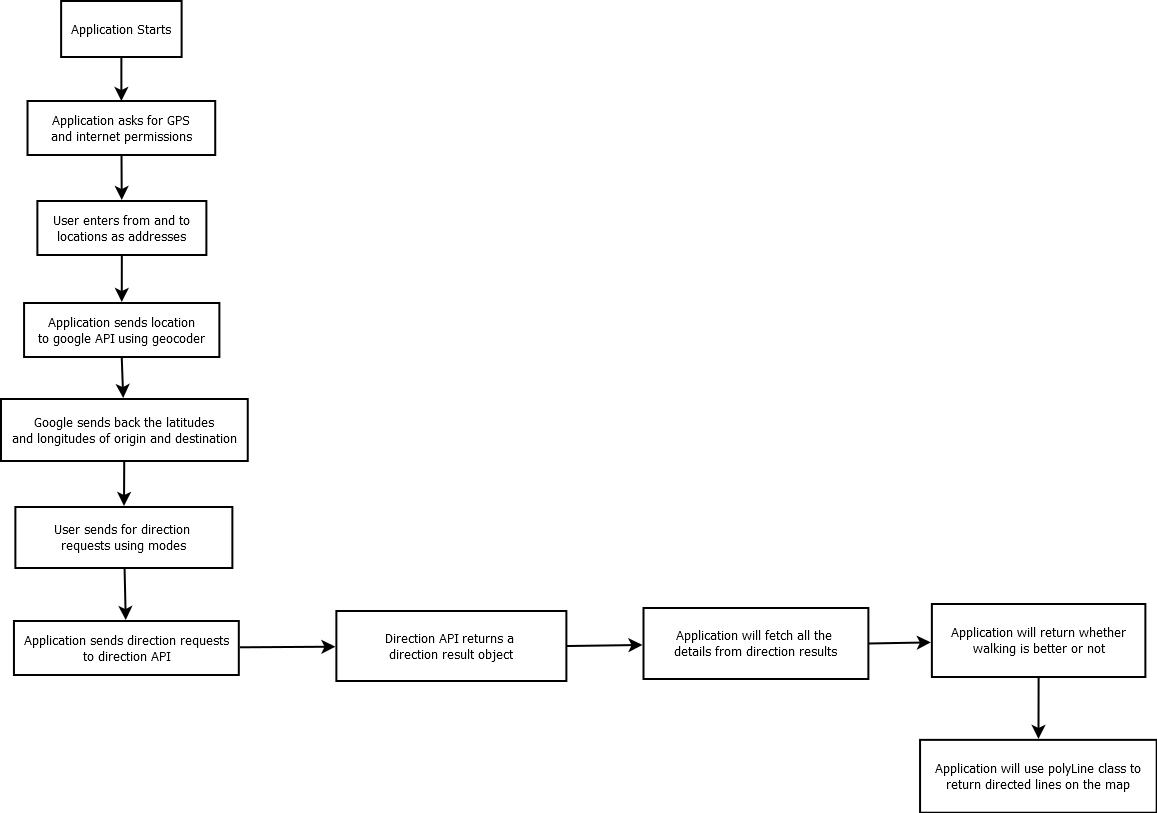 Application Starts
Application asks for GPS
and internet permissions
User enters from and to
locations as addresses
Application sends location
to google API using geocoder
Google sends back the latitudes
and longitudes of origin and destination
User sends for direction
requests using modes
Application sends direction requests
to direction API
Direction API returns a
direction result object
Application will fetch all the
details from direction results
Application will return whether
walking is better or not
Application will use polyLine class to
return directed lines on the map